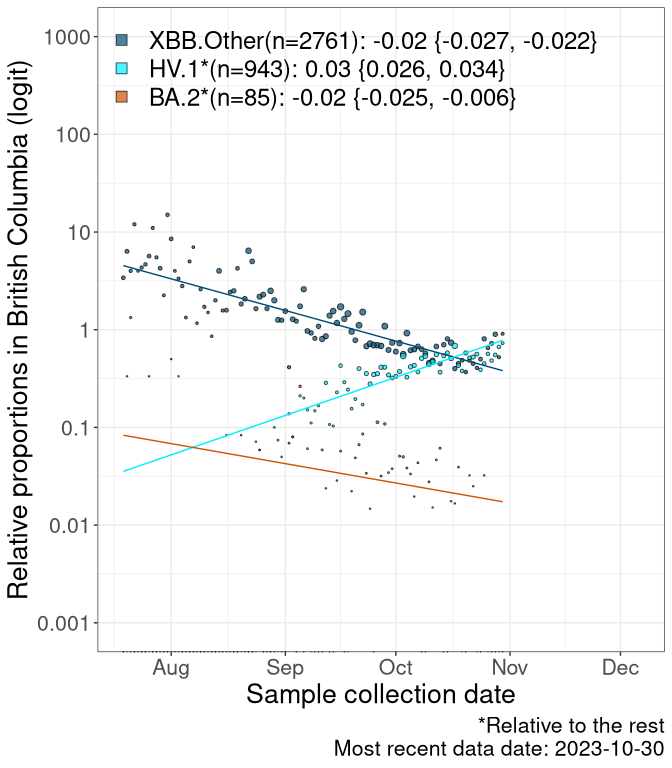 XBB.Other(n=2761): -0.02 {-0.027, -0.022}
HV.1*(n=943): 0.03 {0.026, 0.034}
BA.2*(n=85): -0.02 {-0.025, -0.006}
Relative proportions in British Columbia (logit)
1000
100
10
1
0.1
0.01
0.001
Aug Sep Oct Nov Dec
Sample collection date
*Relative to the rest
Most recent data date: 2023-10-30